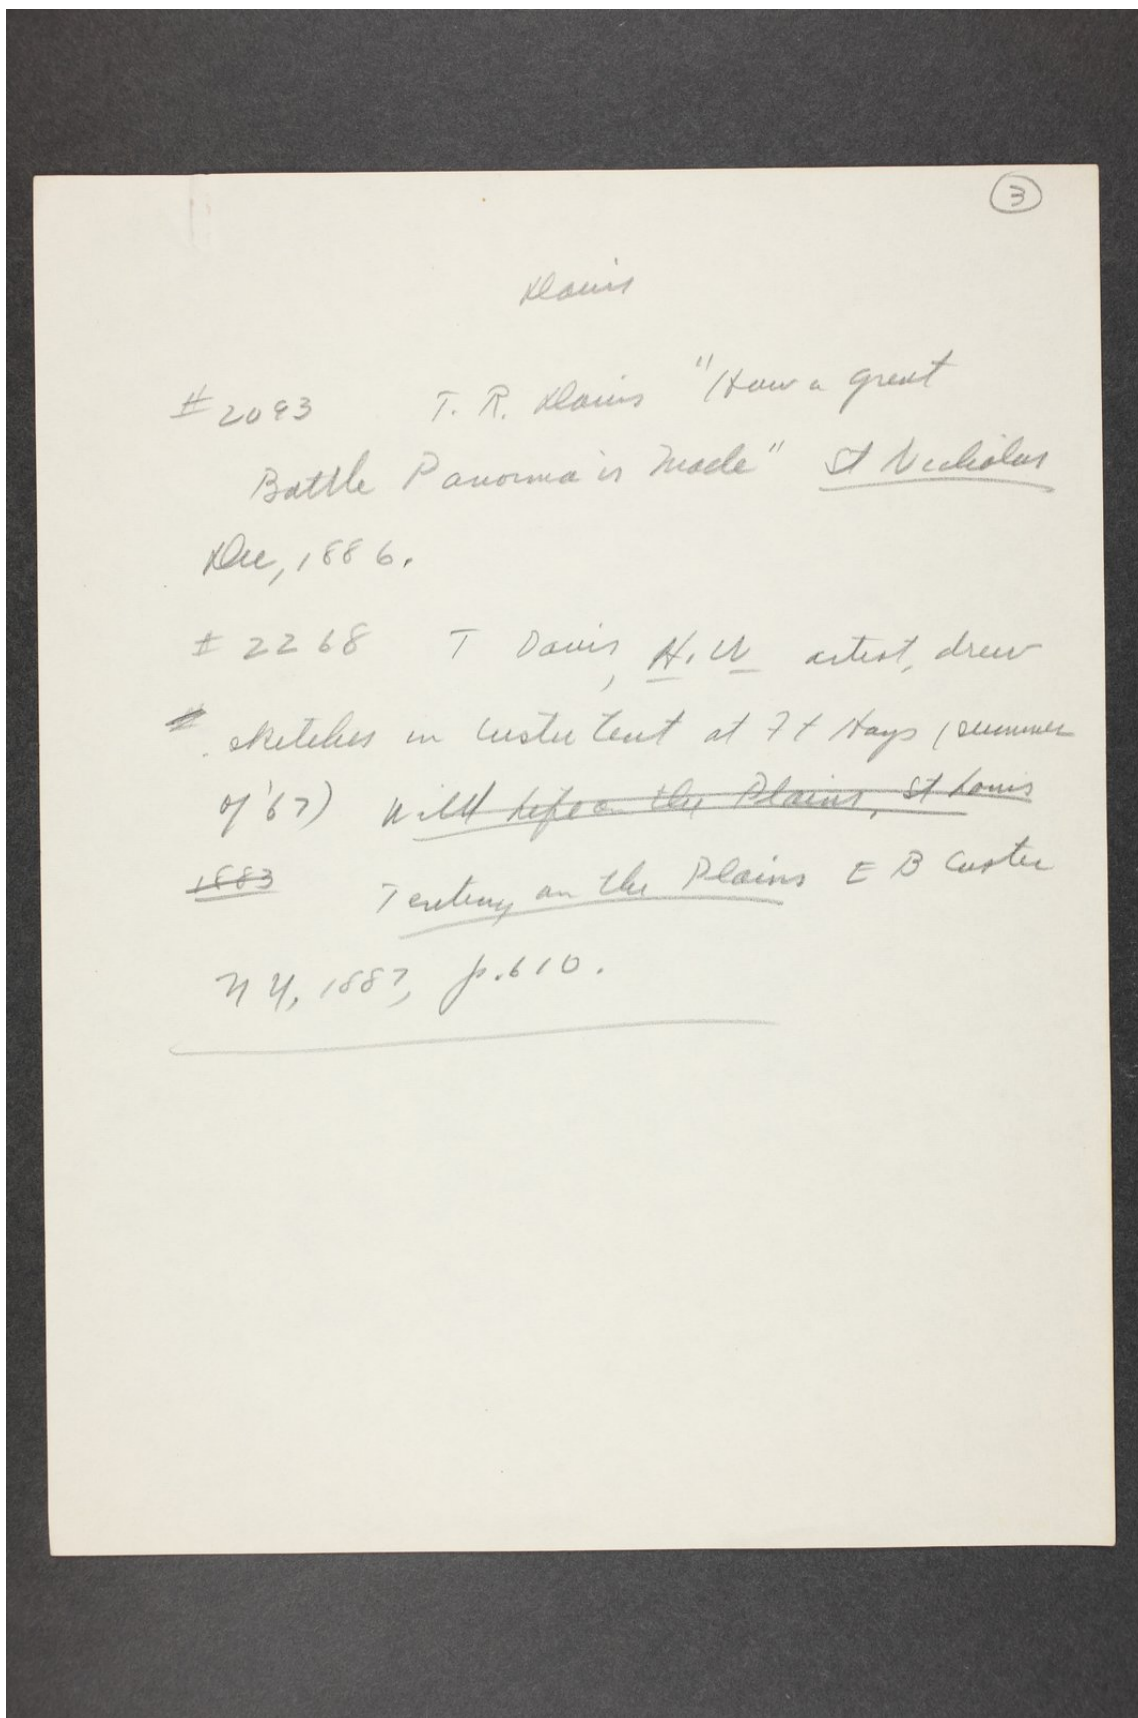 3
Davis
#2093 T. R. Davis "How a great
Battle Panorma is Made" St Nicholas
Dec, 1886.
# 2268 T Davis, H.W artist, drew
sketches in Custer tent at Ft Hays (summer
of '67) Wild Life on the Plains, St Louis
1883 Tenting on the Plains E B Custer
N Y, 1887, p.610.